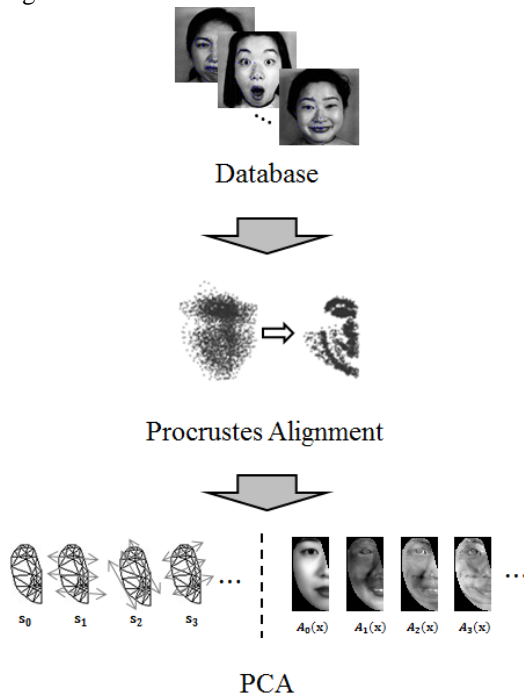 Database
Procrustes Alignment
s₀ s₁ s₂ s₃ ...
A₀(x) A₁(x) A₂(x) A₃(x) ...
PCA